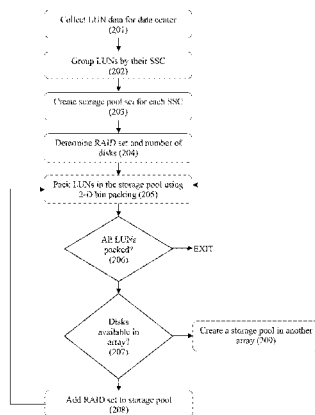 Collect LUN data for data center
(201)
Group LUNs by their SSC
(202)
Create storage pool set for each SSC
(203)
Determine RAID set and number of
disks (204)
Pack LUNs in the storage pool using
2-D bin packing (205)
All LUNs
packed?
(206)
EXIT
Disks
available in
array?
(207)
Create a storage pool in another
array (209)
Add RAID set to storage pool
(208)